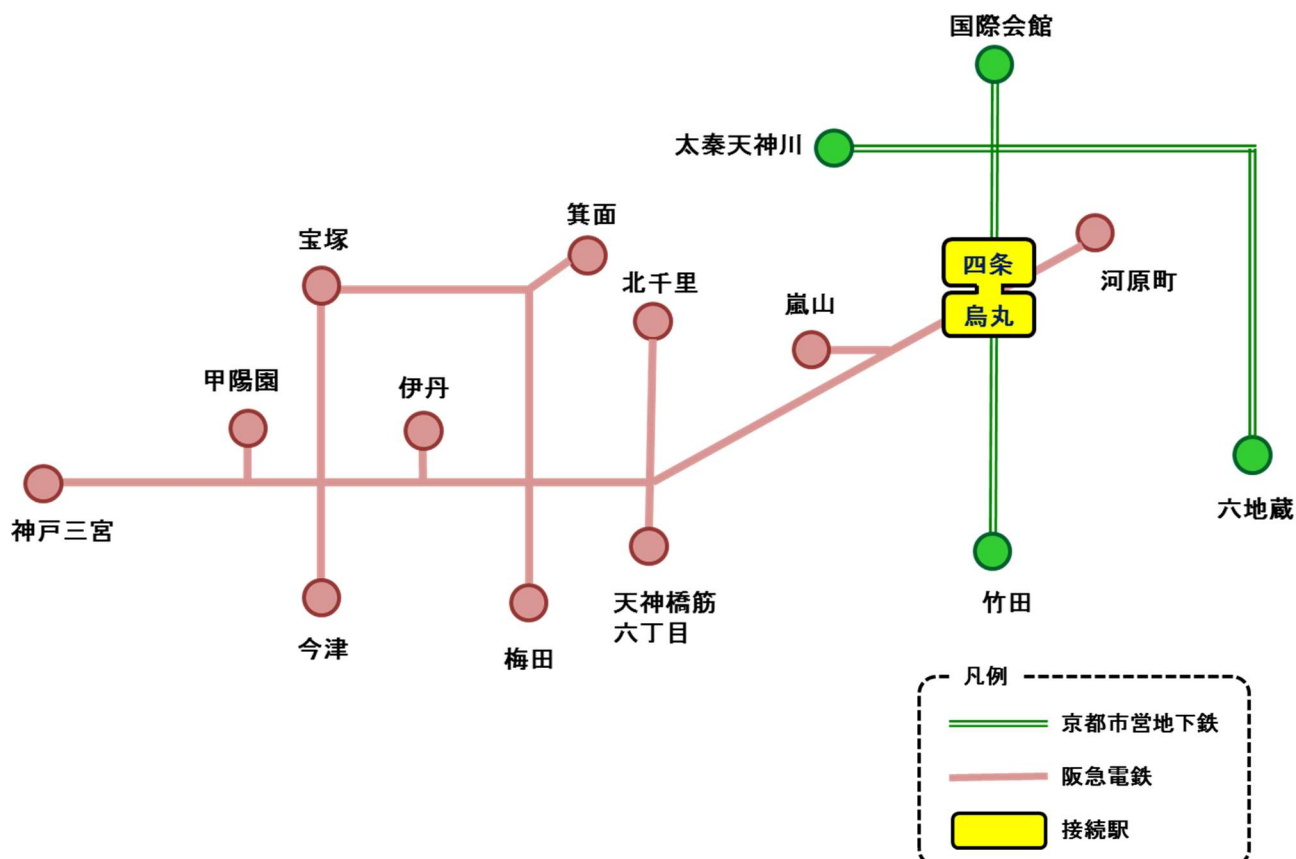 国際会館
太秦天神川
箕面
宝塚
四条
北千里
河原町
嵐山
烏丸
甲陽園
伊丹
神戸三宮
六地蔵
天神橋筋
六丁目
竹田
今津
梅田
凡例
京都市営地下鉄
阪急電鉄
接続駅